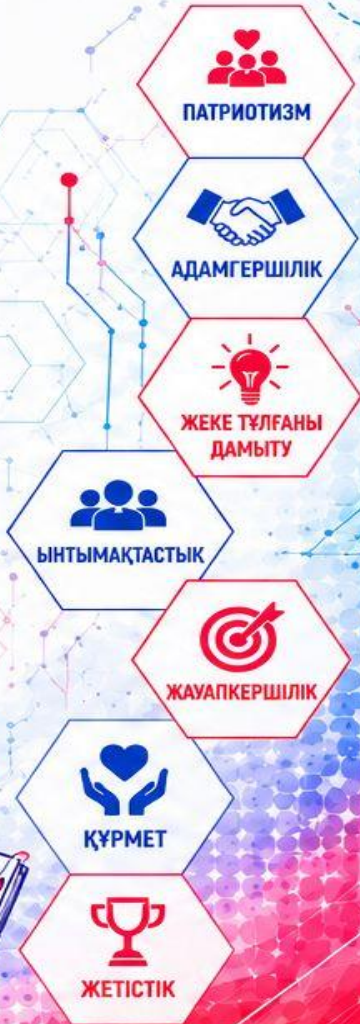 ПАТРИОТИЗМ
АДАМГЕРШІЛІК
ЖЕКЕ ТҰЛҒАНЫ
ДАМЫТУ
ЫНТЫМАҚТАСТЫҚ
ЖАУАПКЕРШІЛІК
ҚҰРМЕТ
ЖЕТІСТІК